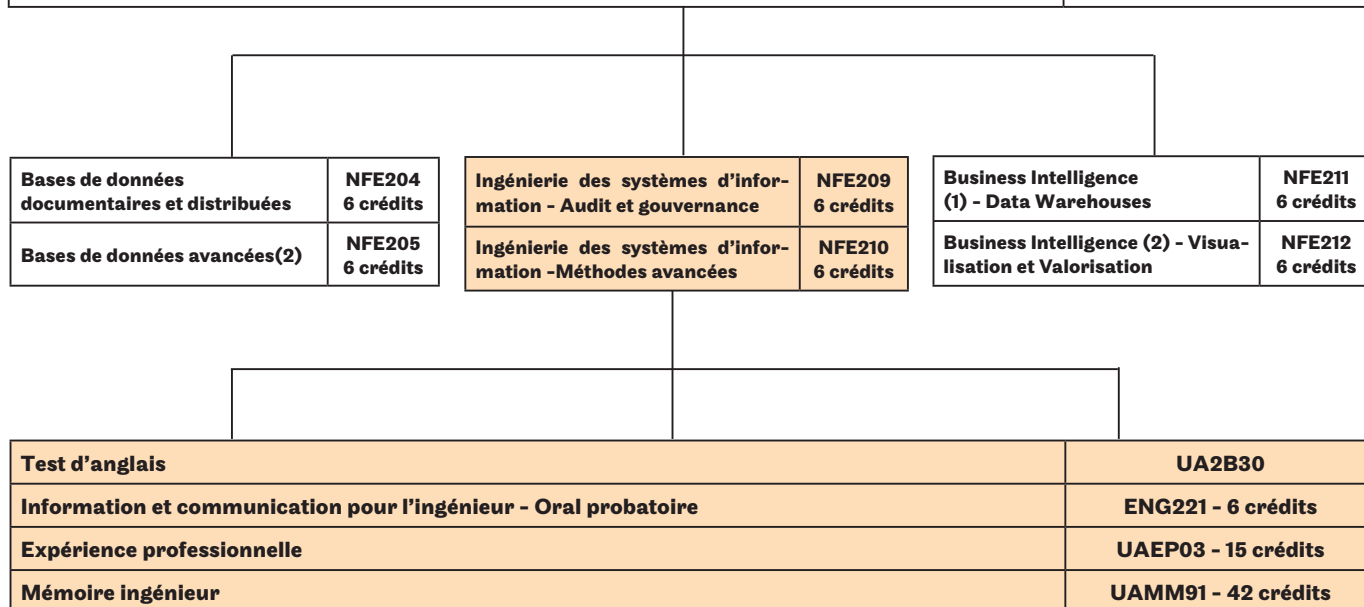 Bases de données
documentaires et distribuées
NFE204
6 crédits
Bases de données avancées(2)
NFE205
6 crédits
Ingénierie des systèmes d'infor-
mation - Audit et gouvernance
NFE209
6 crédits
Ingénierie des systèmes d'infor-
mation -Méthodes avancées
NFE210
6 crédits
Business Intelligence
(1) - Data Warehouses
NFE211
6 crédits
Business Intelligence (2) - Visua-
lisation et Valorisation
NFE212
6 crédits
Test d'anglais
UA2B30
Information et communication pour l'ingénieur - Oral probatoire
ENG221 - 6 crédits
Expérience professionnelle
UAEP03 - 15 crédits
Mémoire ingénieur
UAMM91 - 42 crédits